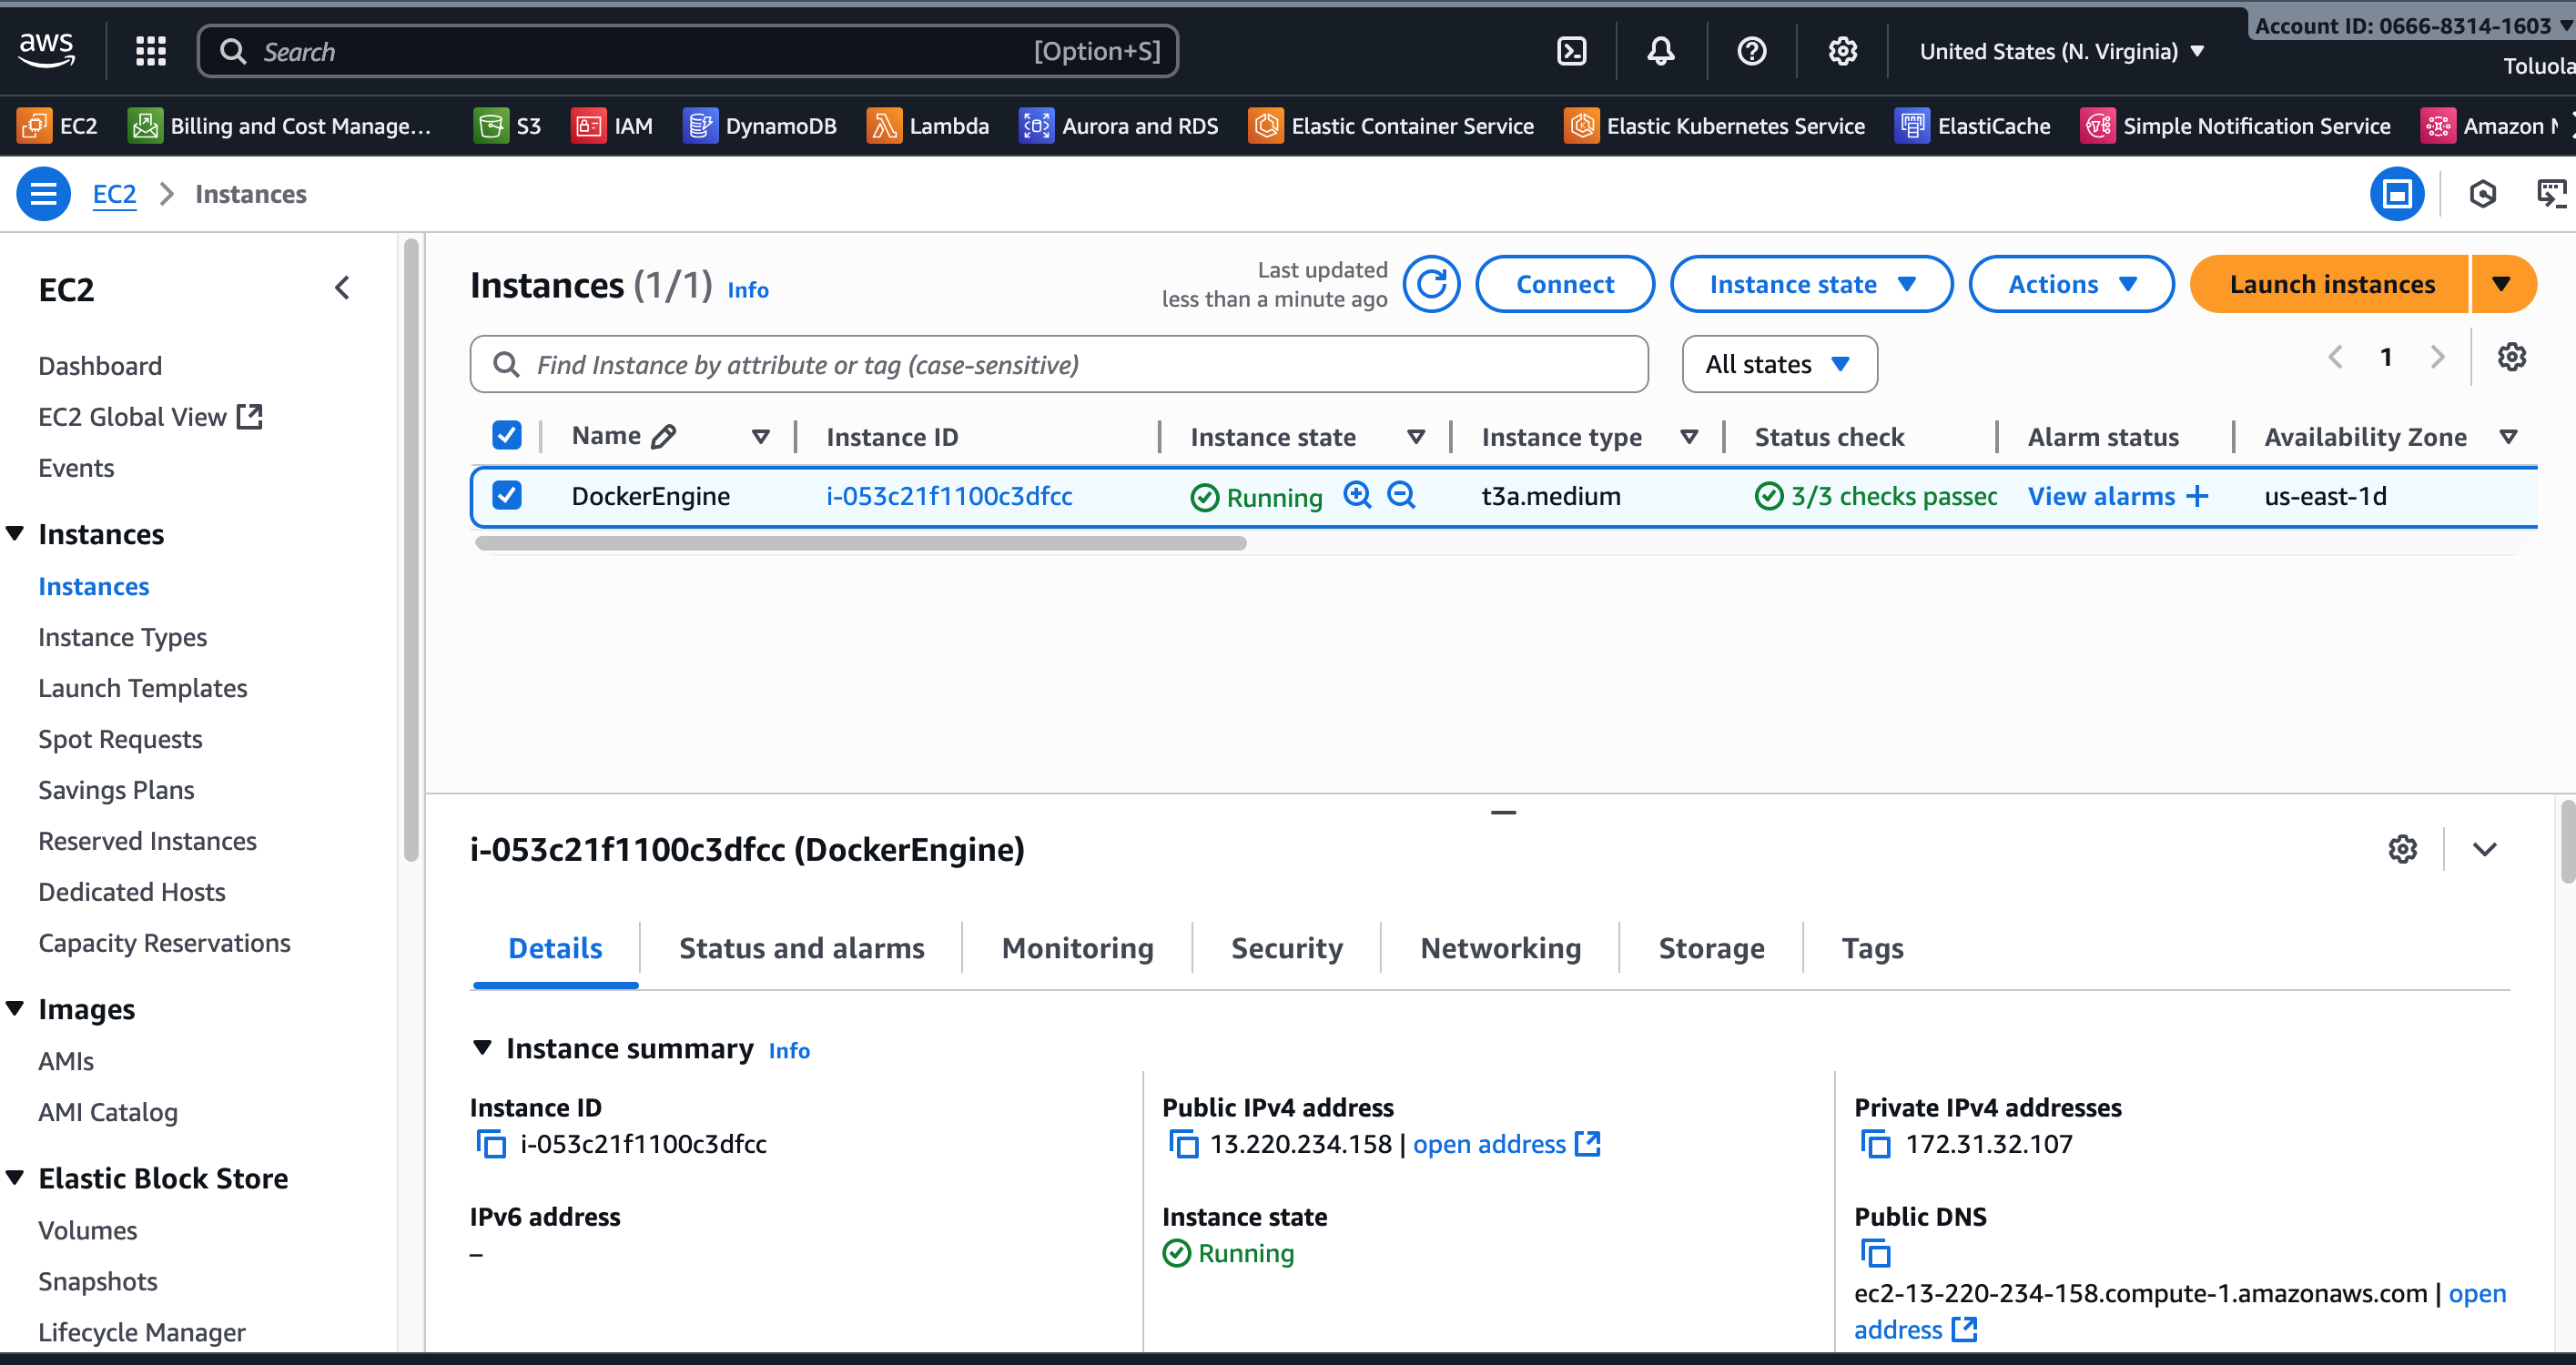 Account ID: 0666-8314-1603
aws
Search [Option+S]
United States (N. Virginia)
EC2
Billing and Cost Manage...
S3
IAM
DynamoDB
Lambda
Aurora and RDS
Elastic Container Service
Elastic Kubernetes Service
ElastiCache
Simple Notification Service
Amazon
EC2 > Instances
EC2
Dashboard
EC2 Global View
Events
Instances
Instances
Instance Types
Launch Templates
Spot Requests
Savings Plans
Reserved Instances
Dedicated Hosts
Capacity Reservations
Images
AMIs
AMI Catalog
Elastic Block Store
Volumes
Snapshots
Lifecycle Manager
Instances (1/1) Info
Last updated
less than a minute ago
Connect
Instance state
Actions
Launch instances
Find Instance by attribute or tag (case-sensitive)
All states
1
Name
Instance ID
Instance state
Instance type
Status check
Alarm status
Availability Zone
DockerEngine
i-053c21f1100c3dfcc
Running
t3a.medium
3/3 checks passec
View alarms +
us-east-1d
i-053c21f1100c3dfcc (DockerEngine)
Details
Status and alarms
Monitoring
Security
Networking
Storage
Tags
Instance summary Info
Instance ID
i-053c21f1100c3dfcc
Public IPv4 address
13.220.234.158 | open address
Private IPv4 addresses
172.31.32.107
IPv6 address
–
Instance state
Running
Public DNS
ec2-13-220-234-158.compute-1.amazonaws.com | open
address